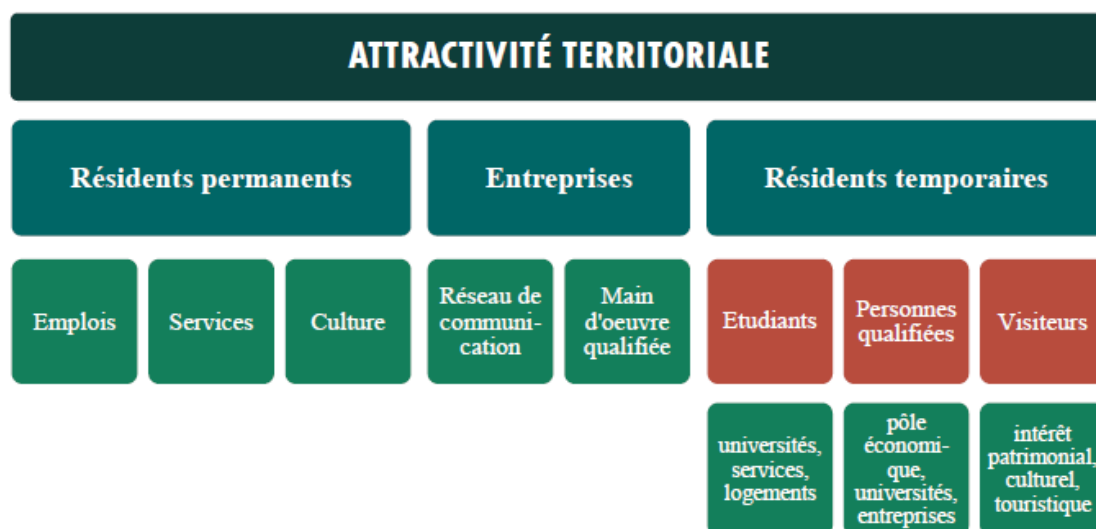 ATTRACTIVITÉ TERRITORIALE
Résidents permanents
Entreprises
Résidents temporaires
Emplois
Services
Culture
Réseau de
communi-
cation
Main
d'oeuvre
qualifiée
Etudiants
Personnes
qualifiées
Visiteurs
universités,
services,
logements
pôle
économi-
que,
universités,
entreprises
intérêt
patrimonial,
culturel,
touristique